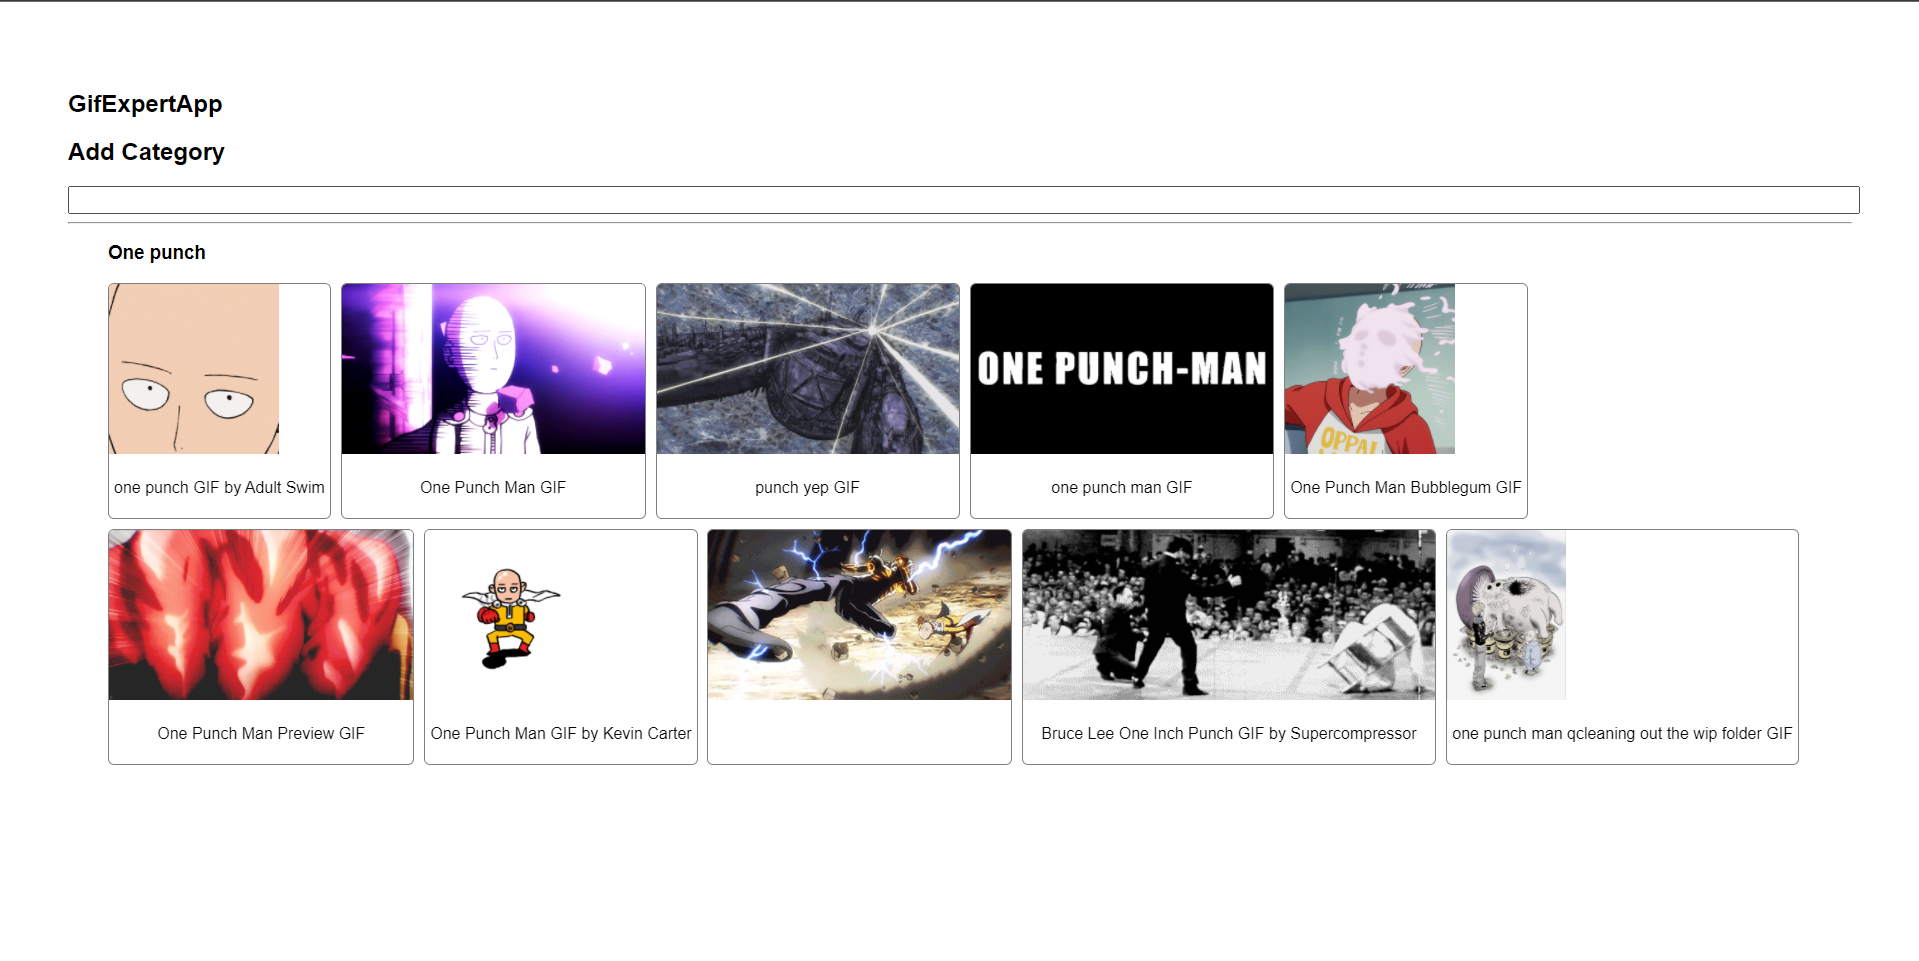 GifExpertApp
Add Category
One punch
ONE PUNCH-MAN
OPPAI
one punch GIF by Adult Swim
One Punch Man GIF
punch yep GIF
one punch man GIF
One Punch Man Bubblegum GIF
One Punch Man Preview GIF
One Punch Man GIF by Kevin Carter
Bruce Lee One Inch Punch GIF by Supercompressor
one punch man qcleaning out the wip folder GIF